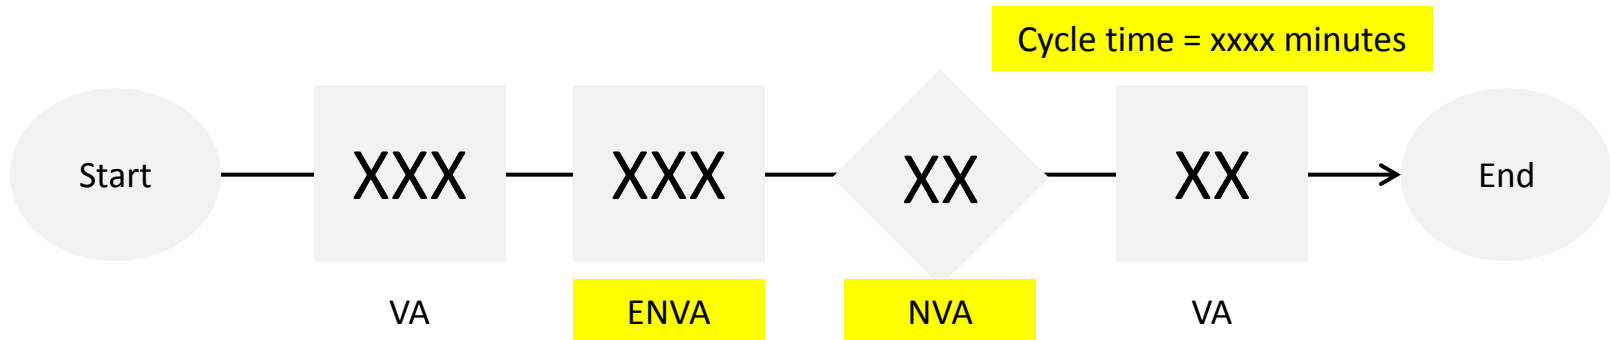 Cycle time = xxxx minutes
Start
XXX
XXX
XX
XX
End
VA
ENVA
NVA
VA